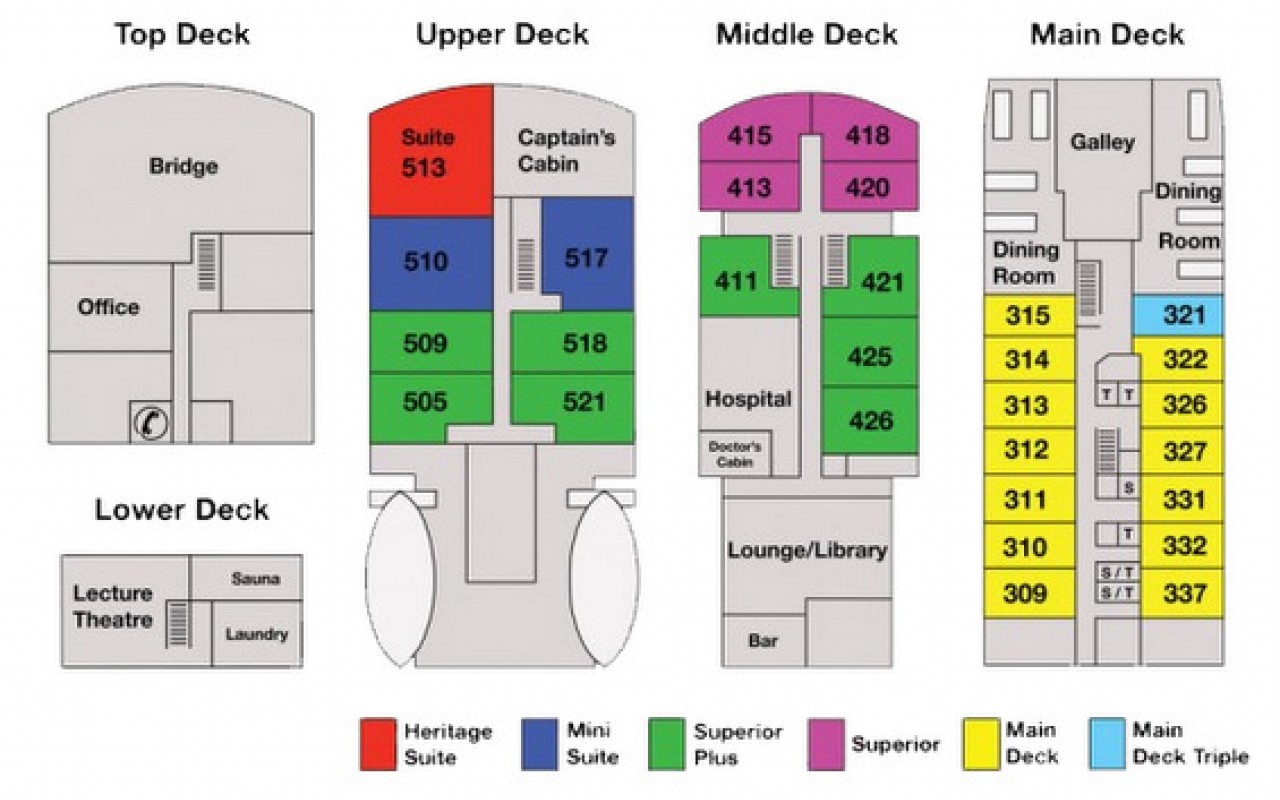 Top Deck
Bridge
Office
Lower Deck
Lecture
Theatre
Sauna
Laundry
Upper Deck
Suite
513
Captain's
Cabin
510
517
509
518
505
521
Middle Deck
415
418
413
420
411
421
425
Hospital
426
Doctor's
Cabin
Lounge/Library
Bar
Main Deck
Galley
Dining
Room
Dining
Room
315
321
314
322
T T
313
326
312
327
S
311
331
T
310
332
S / T
S / T
309
337
Heritage
Suite
Mini
Suite
Superior
Plus
Superior
Main
Deck
Main
Deck Triple